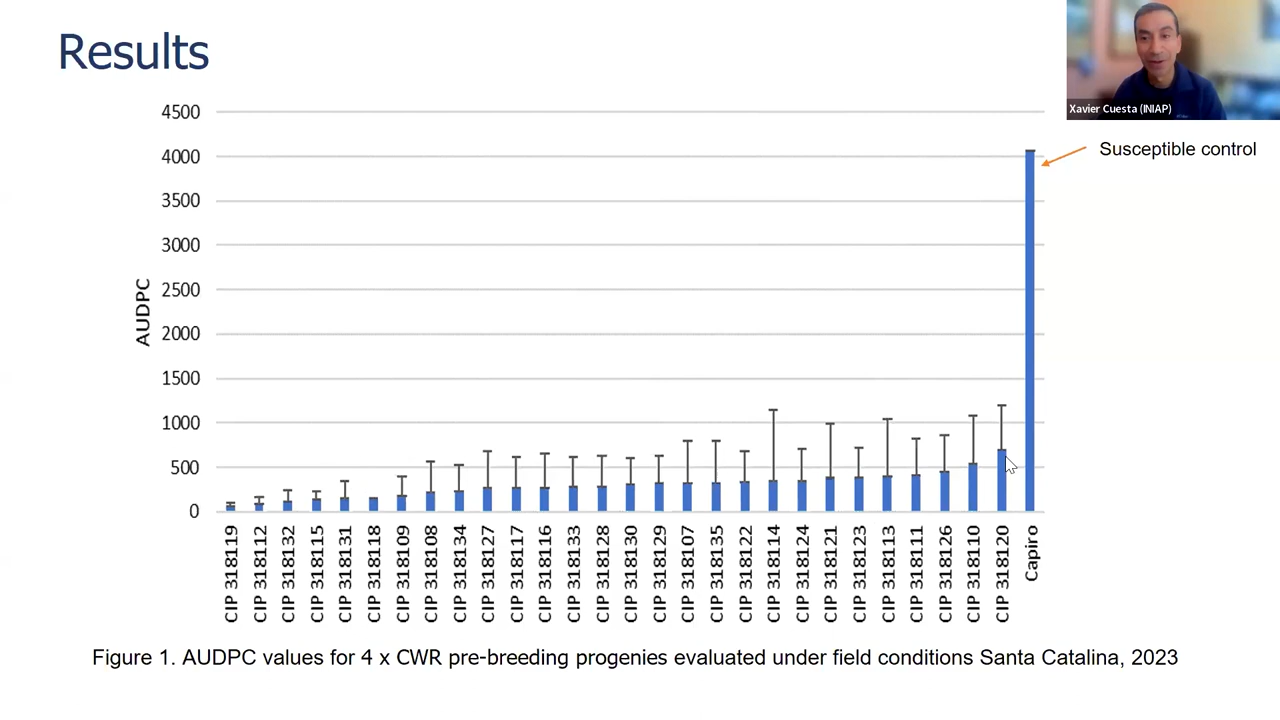 Results
Xavier Cuesta (INIAP)
Susceptible control
AUDPC
4500
4000
3500
3000
2500
2000
1500
1000
500
0
CIP 318119
CIP 318112
CIP 318132
CIP 318115
CIP 318131
CIP 318118
CIP 318109
CIP 318108
CIP 318134
CIP 318127
CIP 318117
CIP 318116
CIP 318133
CIP 318128
CIP 318130
CIP 318129
CIP 318107
CIP 318135
CIP 318122
CIP 318114
CIP 318124
CIP 318121
CIP 318123
CIP 318113
CIP 318111
CIP 318126
CIP 318110
CIP 318120
Capiro
Figure 1. AUDPC values for 4 x CWR pre-breeding progenies evaluated under field conditions Santa Catalina, 2023